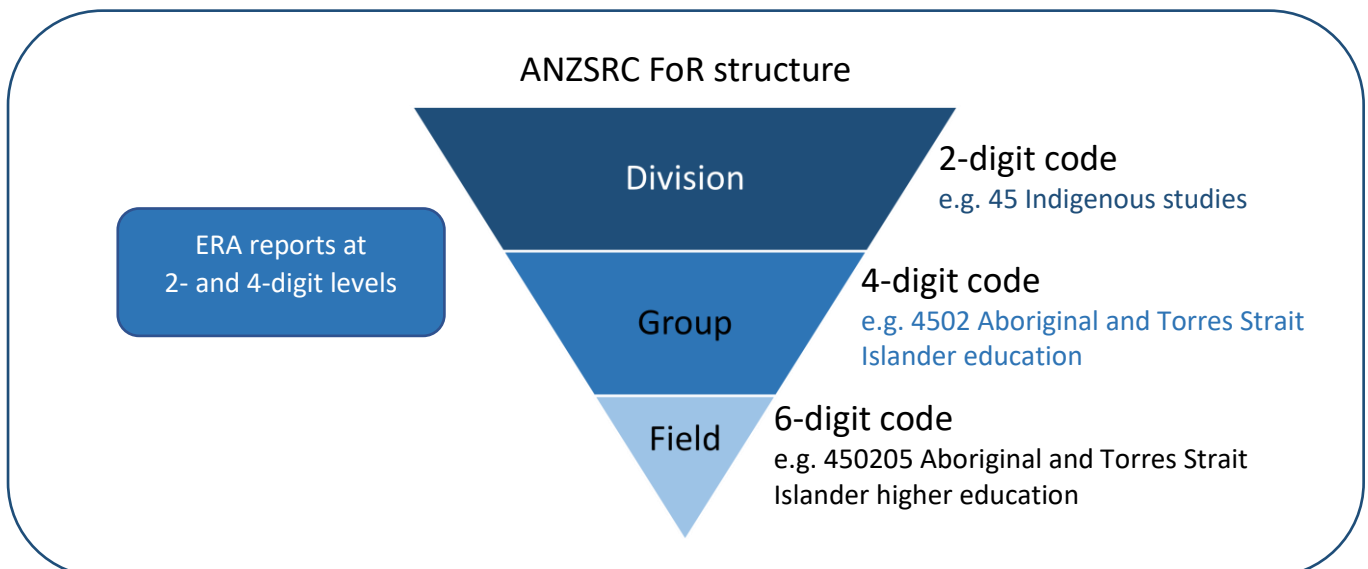 ANZSRC FoR structure
Division
2-digit code
e.g. 45 Indigenous studies
ERA reports at
2- and 4-digit levels
Group
4-digit code
e.g. 4502 Aboriginal and Torres Strait
Islander education
Field
6-digit code
e.g. 450205 Aboriginal and Torres Strait
Islander higher education